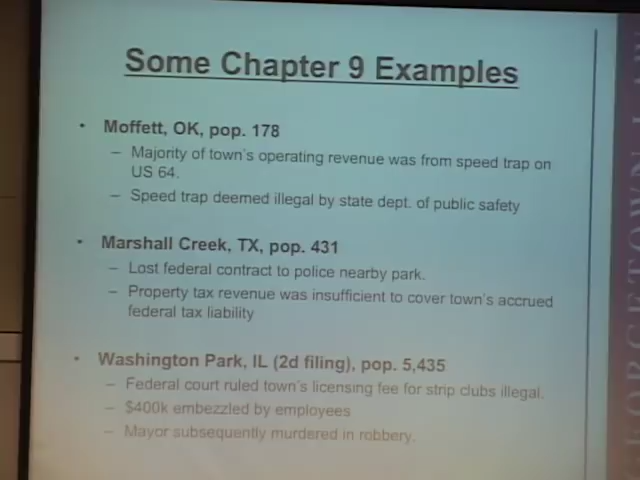 Some Chapter 9 Examples
• Moffett, OK, pop. 178
– Majority of town's operating revenue was from speed trap on
US 64.
– Speed trap deemed illegal by state dept. of public safety
• Marshall Creek, TX, pop. 431
– Lost federal contract to police nearby park.
– Property tax revenue was insufficient to cover town's accrued
federal tax liability
• Washington Park, IL (2d filing), pop. 5,435
– Federal court ruled town's licensing fee for strip clubs illegal.
– $400k embezzled by employees
– Mayor subsequently murdered in robbery.
GEORGETOWN LAW